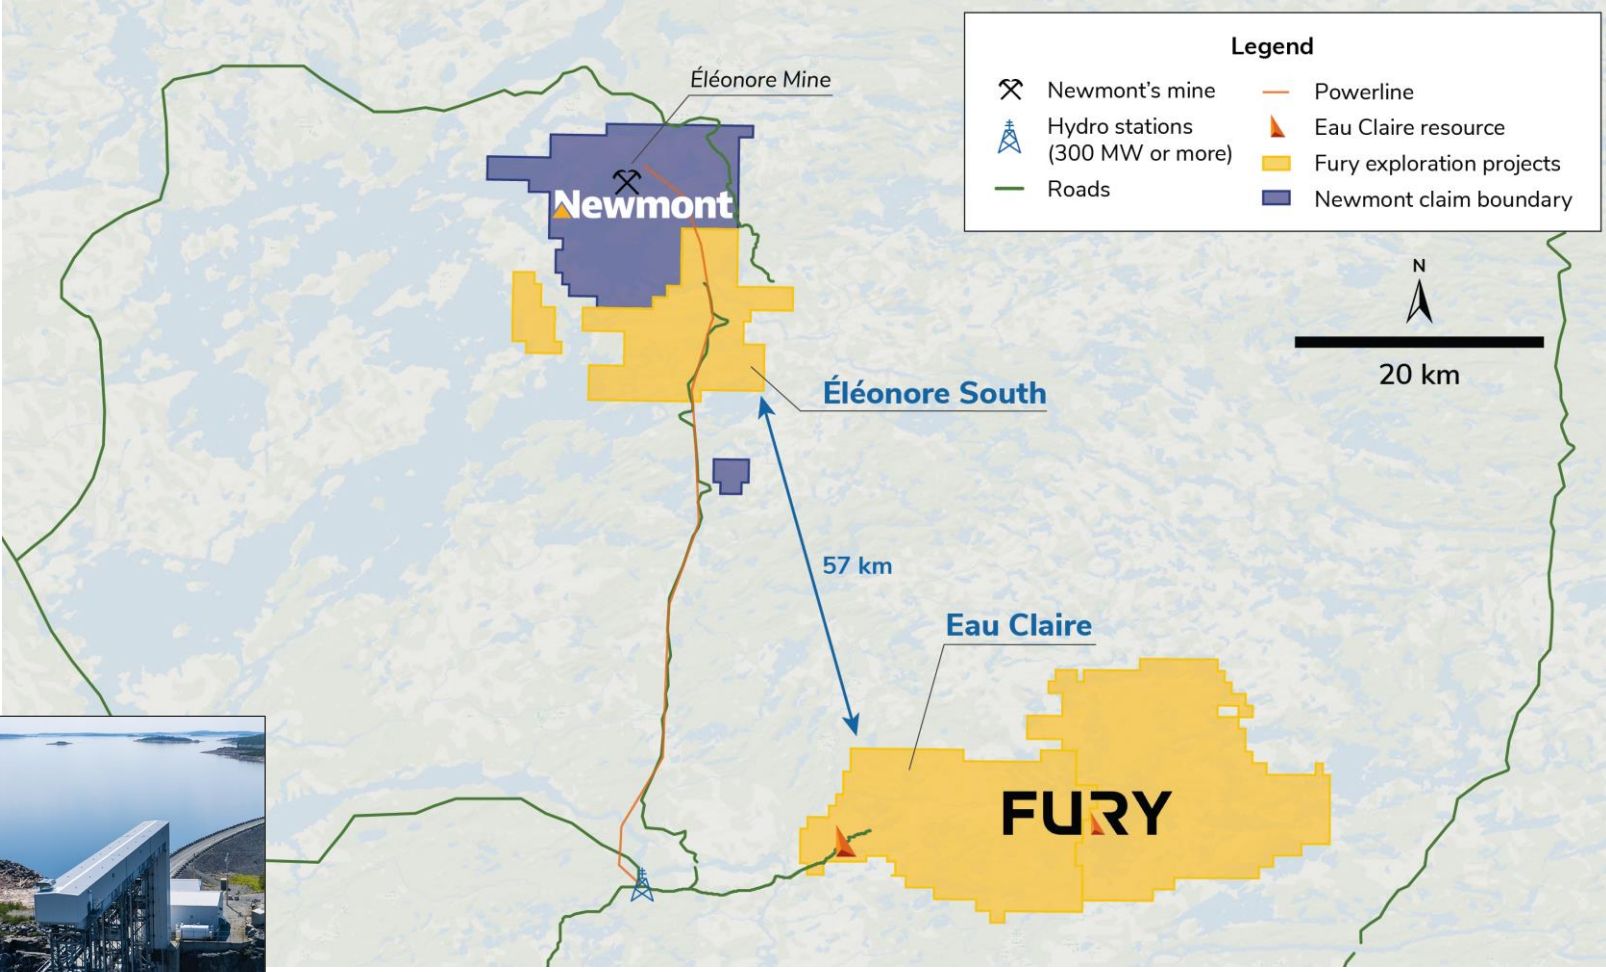 Éléonore Mine
Newmont
Legend
Newmont's mine
Hydro stations
(300 MW or more)
Roads
Powerline
Eau Claire resource
Fury exploration projects
Newmont claim boundary
N
20 km
Éléonore South
57 km
Eau Claire
FURY